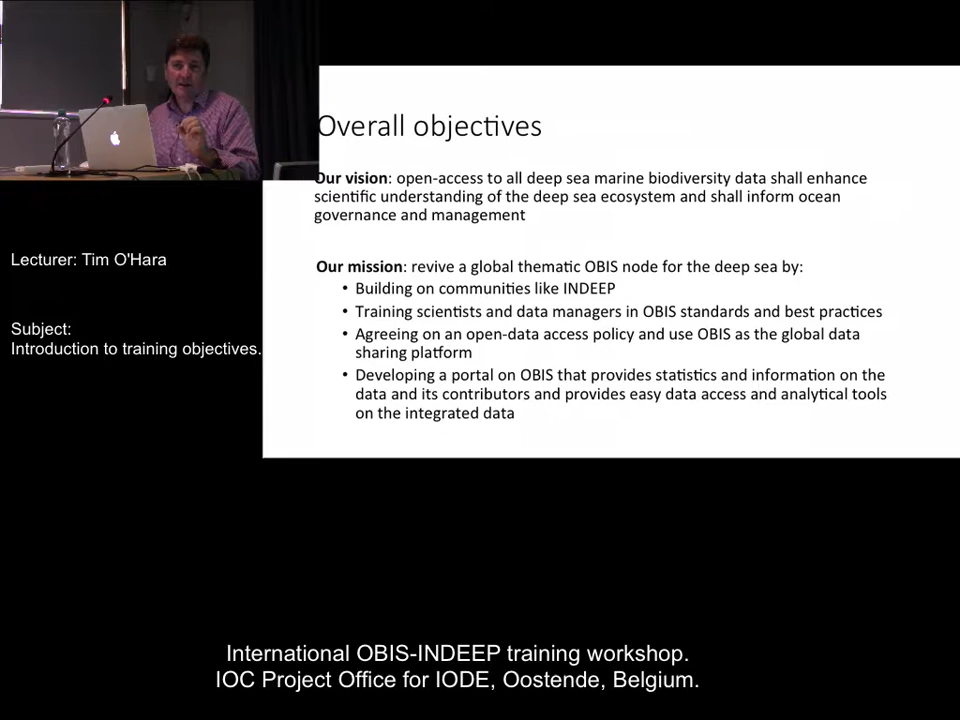 Overall objectives
Our vision: open-access to all deep sea marine biodiversity data shall enhance
scientific understanding of the deep sea ecosystem and shall inform ocean
governance and management
Our mission: revive a global thematic OBIS node for the deep sea by:
• Building on communities like INDEEP
• Training scientists and data managers in OBIS standards and best practices
• Agreeing on an open-data access policy and use OBIS as the global data
sharing platform
• Developing a portal on OBIS that provides statistics and information on the
data and its contributors and provides easy data access and analytical tools
on the integrated data
Lecturer: Tim O'Hara
Subject:
Introduction to training objectives.
International OBIS-INDEEP training workshop.
IOC Project Office for IODE, Oostende, Belgium.